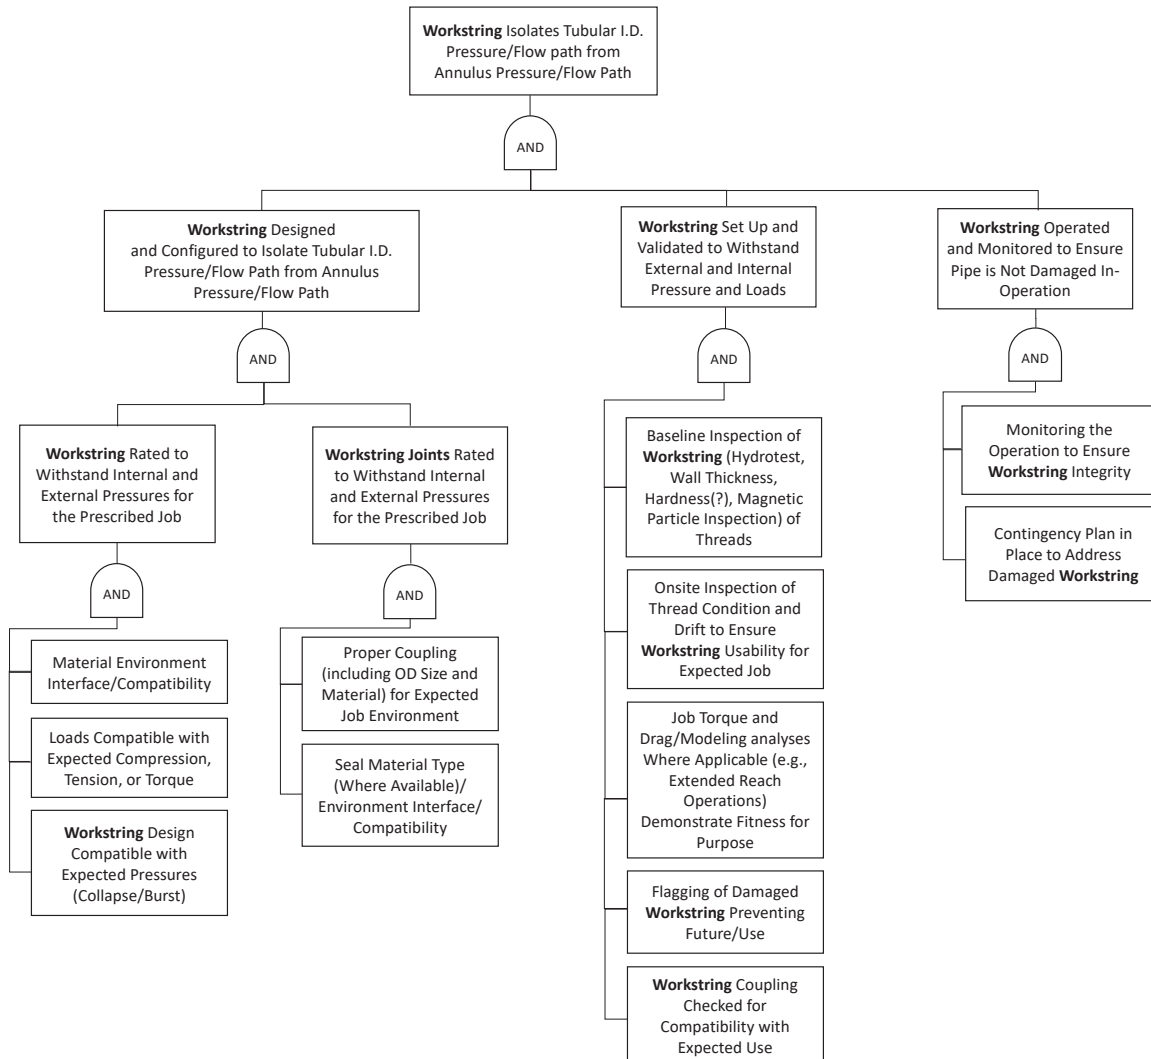 Workstring Isolates Tubular I.D.
Pressure/Flow path from
Annulus Pressure/Flow Path
AND
Workstring Designed
and Configured to Isolate Tubular I.D.
Pressure/Flow Path from Annulus
Pressure/Flow Path
Workstring Set Up and
Validated to Withstand
External and Internal
Pressure and Loads
Workstring Operated
and Monitored to Ensure
Pipe is Not Damaged In-
Operation
AND
AND
AND
Workstring Rated to
Withstand Internal and
External Pressures for
the Prescribed Job
Workstring Joints Rated
to Withstand Internal
and External Pressures
for the Prescribed Job
AND
AND
Material Environment
Interface/Compatibility
Loads Compatible with
Expected Compression,
Tension, or Torque
Workstring Design
Compatible with
Expected Pressures
(Collapse/Burst)
Proper Coupling
(including OD Size and
Material) for Expected
Job Environment
Seal Material Type
(Where Available)/
Environment Interface/
Compatibility
Baseline Inspection of
Workstring (Hydrotest,
Wall Thickness,
Hardness(?), Magnetic
Particle Inspection) of
Threads
Onsite Inspection of
Thread Condition and
Drift to Ensure
Workstring Usability for
Expected Job
Job Torque and
Drag/Modeling analyses
Where Applicable (e.g.,
Extended Reach
Operations)
Demonstrate Fitness for
Purpose
Flagging of Damaged
Workstring Preventing
Future/Use
Workstring Coupling
Checked for
Compatibility with
Expected Use
Monitoring the
Operation to Ensure
Workstring Integrity
Contingency Plan in
Place to Address
Damaged Workstring